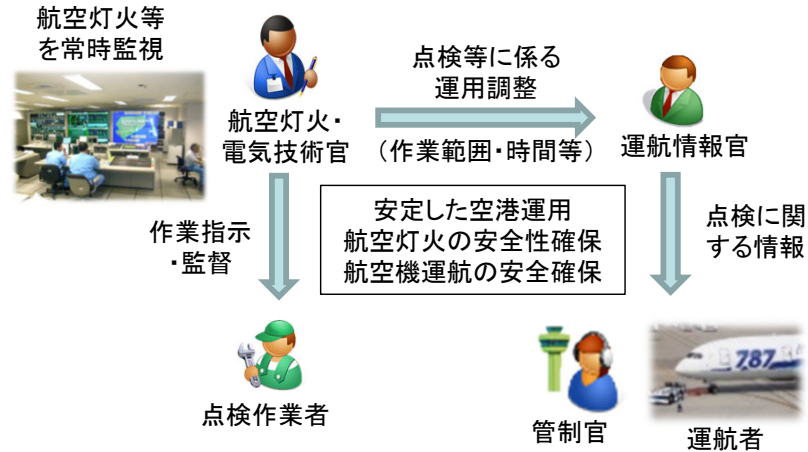 航空灯火等
を常時監視
航空灯火・
電気技術官
点検等に係る
運用調整
（作業範囲・時間等）
運航情報官
作業指示
・監督
安定した空港運用
航空灯火の安全性確保
航空機運航の安全確保
点検に関
する情報
点検作業者
管制官
787
運航者